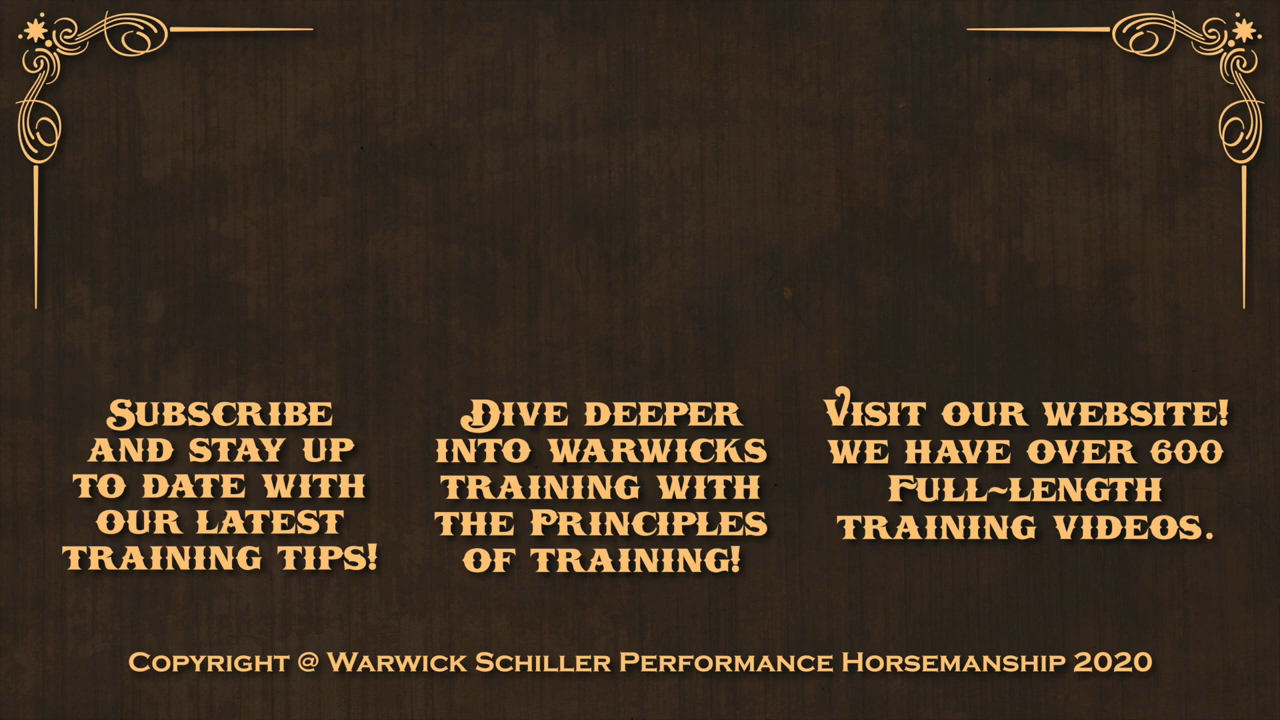 Subscribe
and stay up
to date with
our latest
training tips!
Dive deeper
into Warwicks
training with
the Principles
of training!
Visit our website!
we have over 600
Full~length
training videos.
Copyright @ Warwick Schiller Performance Horsemanship 2020